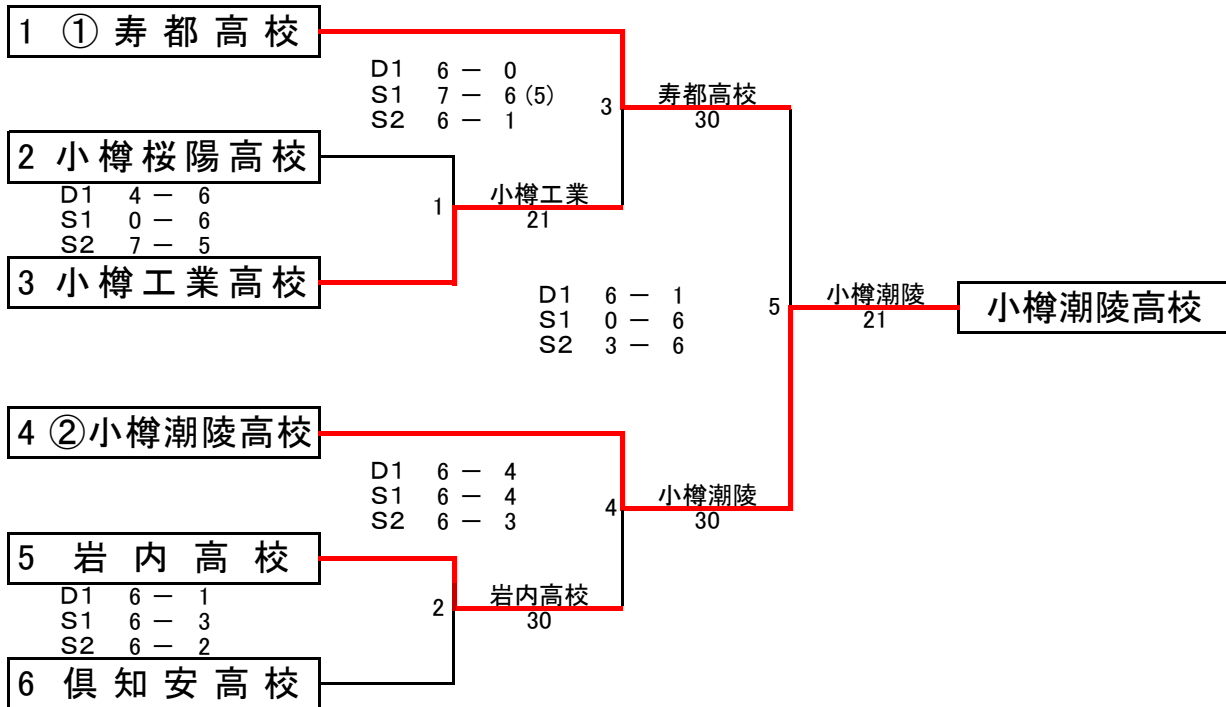 1 ①寿都高校
D1 6 － 0
S1 7 － 6 (5)
S2 6 － 1
3
寿都高校
30
2 小樽桜陽高校
D1 4 － 6
S1 0 － 6
S2 7 － 5
1
小樽工業
21
3 小樽工業高校
D1 6 － 1
S1 0 － 6
S2 3 － 6
5
小樽潮陵
21
小樽潮陵高校
4 ②小樽潮陵高校
D1 6 － 4
S1 6 － 4
S2 6 － 3
4
小樽潮陵
30
5 岩内高校
D1 6 － 1
S1 6 － 3
S2 6 － 2
2
岩内高校
30
6 倶知安高校